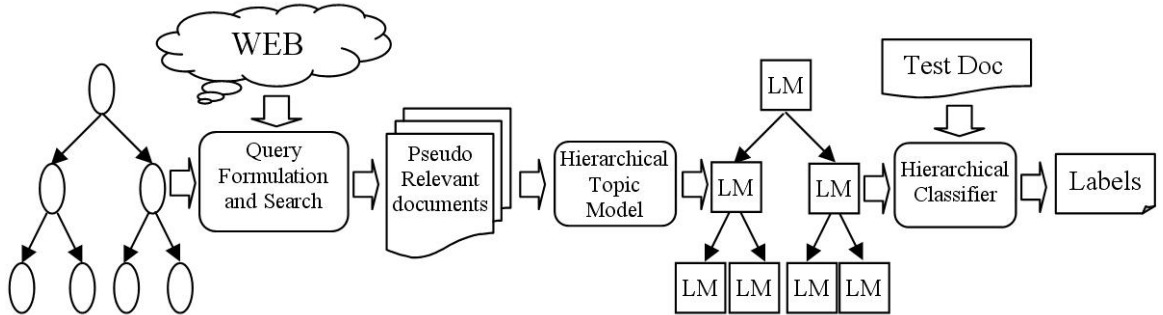 WEB
Query
Formulation
and Search
Pseudo
Relevant
documents
Hierarchical
Topic
Model
LM
LM
LM
LM
LM
LM
LM
Test Doc
Hierarchical
Classifier
Labels